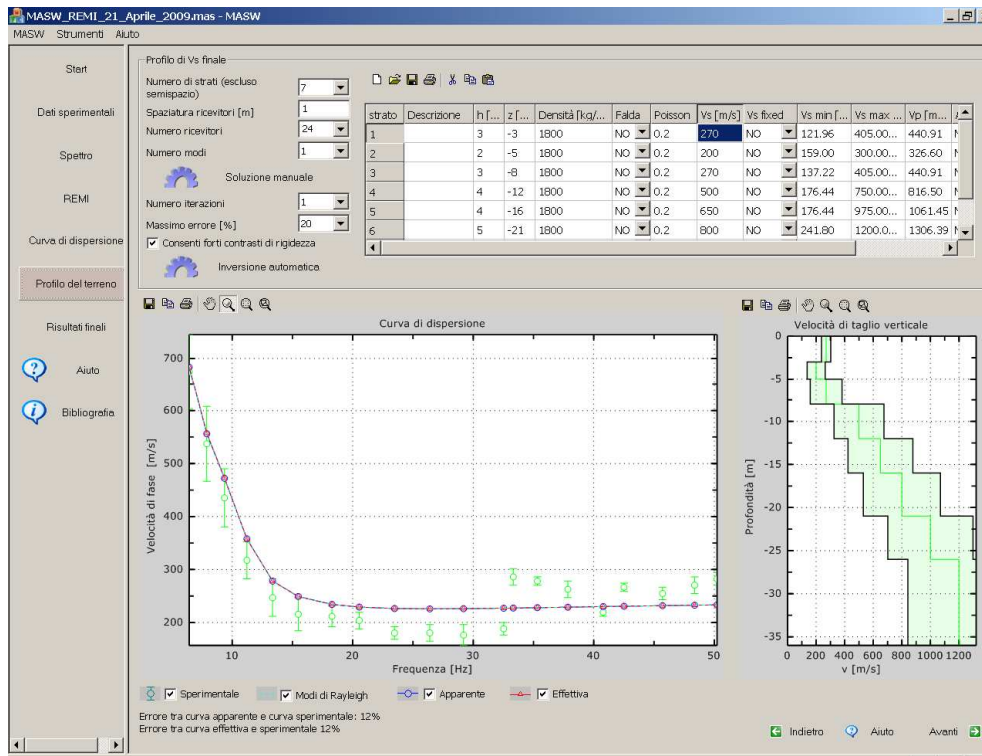 MASW_REMI_21_Aprile_2009.mas - MASW
MASW Strumenti Aiuto
Start
Dati sperimentali
Spettro
REMI
Curva di dispersione
Profilo del terreno
Risultati finali
Aiuto
Bibliografia
Profilo di Vs finale
Numero di strati (escluso
semispazio)
7
Spaziatura ricevitori [m]
1
Numero ricevitori
24
Numero modi
1
Soluzione manuale
Numero iterazioni
1
Massimo errore [%]
20
Consenti forti contrasti di rigidezza
Inversione automatica
strato Descrizione h [... z [... Densità [kg/... Falda Poisson Vs [m/s] Vs fixed Vs min [... Vs max ... Vp [m...
1 3 -3 1800 NO 0.2 270 NO 121.96 405.00... 440.91
2 2 -5 1800 NO 0.2 200 NO 159.00 300.00... 326.60
3 3 -8 1800 NO 0.2 270 NO 137.22 405.00... 440.91
4 4 -12 1800 NO 0.2 500 NO 176.44 750.00... 816.50
5 4 -16 1800 NO 0.2 650 NO 176.44 975.00... 1061.45
6 5 -21 1800 NO 0.2 800 NO 241.80 1200.0... 1306.39
Curva di dispersione
700
600
500
400
300
200
Velocità di fase [m/s]
10 20 30 40 50
Frequenza [Hz]
Sperimentale Modi di Rayleigh Apparente Effettiva
Errore tra curva apparente e curva sperimentale: 12%
Errore tra curva effettiva e sperimentale 12%
Velocità di taglio verticale
0
-5
-10
-15
-20
-25
-30
-35
Profondità [m]
0 200 400 600 800 1000 1200
v [m/s]
Indietro Aiuto Avanti